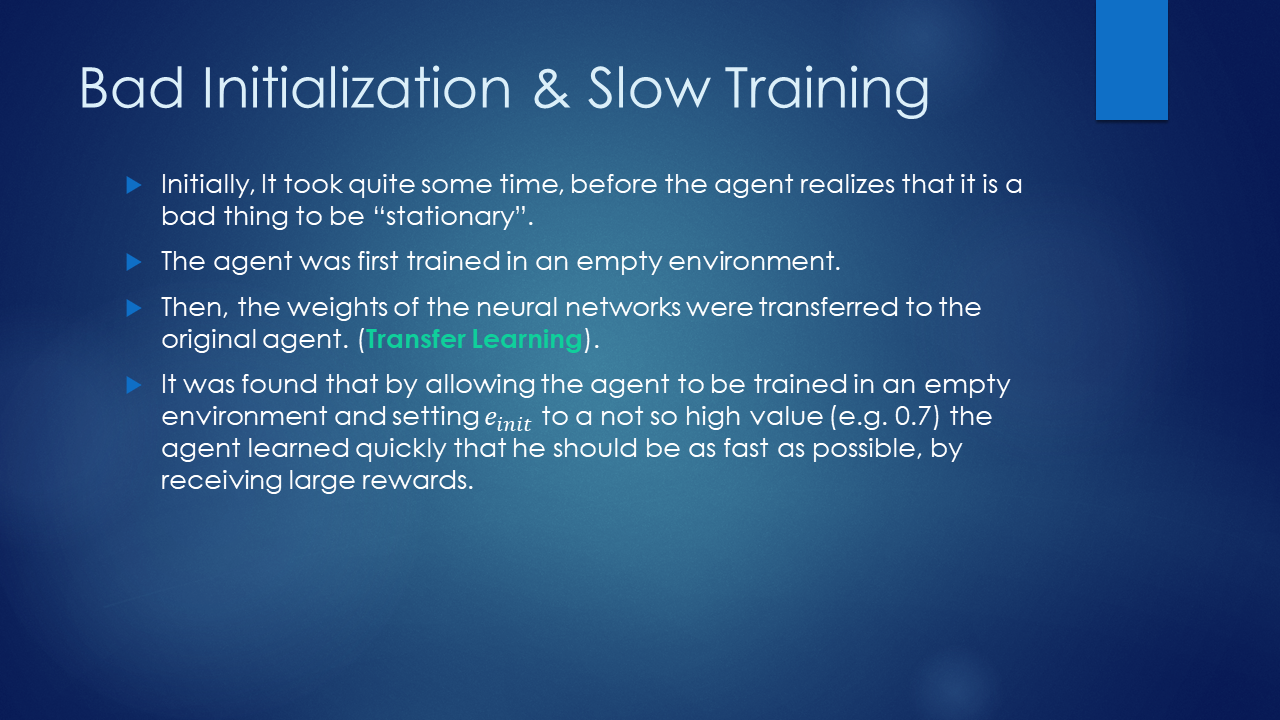 Bad Initialization & Slow Training
Initially, It took quite some time, before the agent realizes that it is a
bad thing to be “stationary”.
The agent was first trained in an empty environment.
Then, the weights of the neural networks were transferred to the
original agent. (Transfer Learning).
It was found that by allowing the agent to be trained in an empty
environment and setting 𝑒𝑖𝑛𝑖𝑡 to a not so high value (e.g. 0.7) the
agent learned quickly that he should be as fast as possible, by
receiving large rewards.